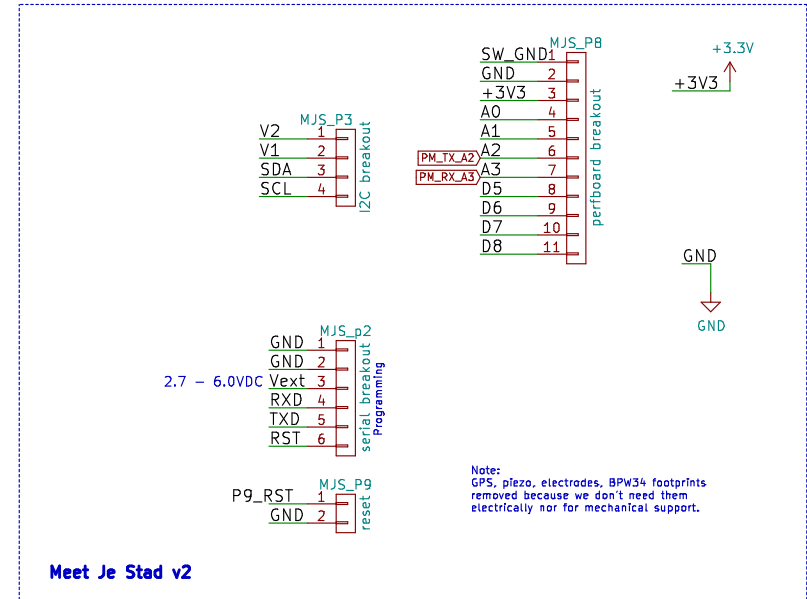 MJS_P8
SW_GND 1
GND 2
+3V3 3
A0 4
A1 5
PM_TX_A2 A2 6
PM_RX_A3 A3 7
D5 8
D6 9
D7 10
D8 11
perfboard breakout
+3.3V
+3V3
MJS_P3
V2 1
V1 2
SDA 3
SCL 4
I2C breakout
GND
GND
MJS_p2
GND 1
GND 2
2.7 - 6.0VDC Vext 3
RXD 4
TXD 5
RST 6
serial breakout
Programming
MJS_P9
P9_RST 1
GND 2
reset
Note:
GPS, piezo, electrodes, BPW34 footprints
removed because we don't need them
electrically nor for mechanical support.
Meet Je Stad v2